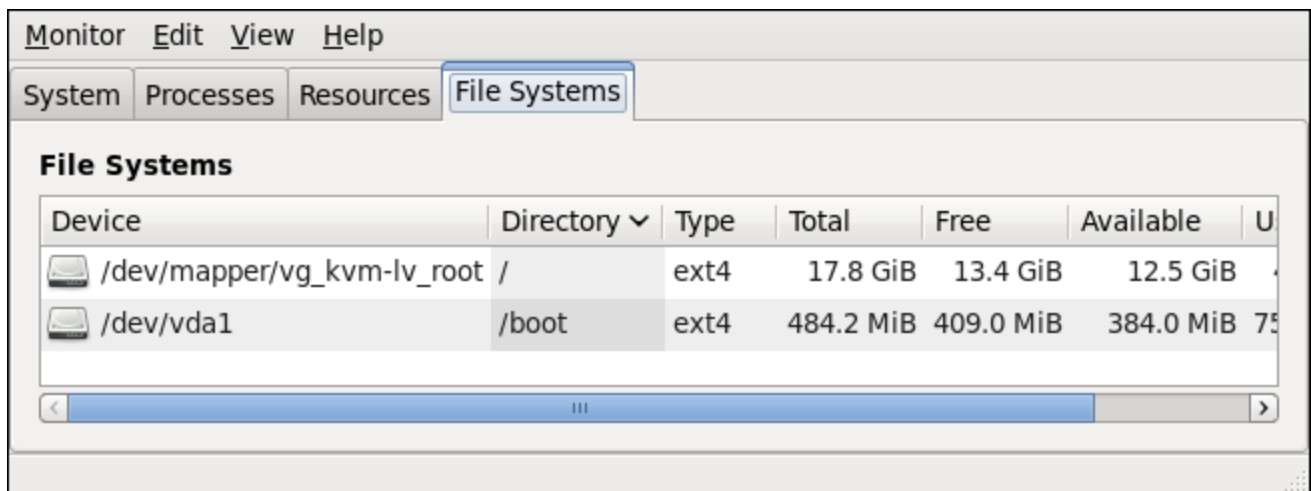 Monitor Edit View Help
System Processes Resources File Systems
File Systems
Device Directory Type Total Free Available
/dev/mapper/vg_kvm-lv_root / ext4 17.8 GiB 13.4 GiB 12.5 GiB
/dev/vda1 /boot ext4 484.2 MiB 409.0 MiB 384.0 MiB